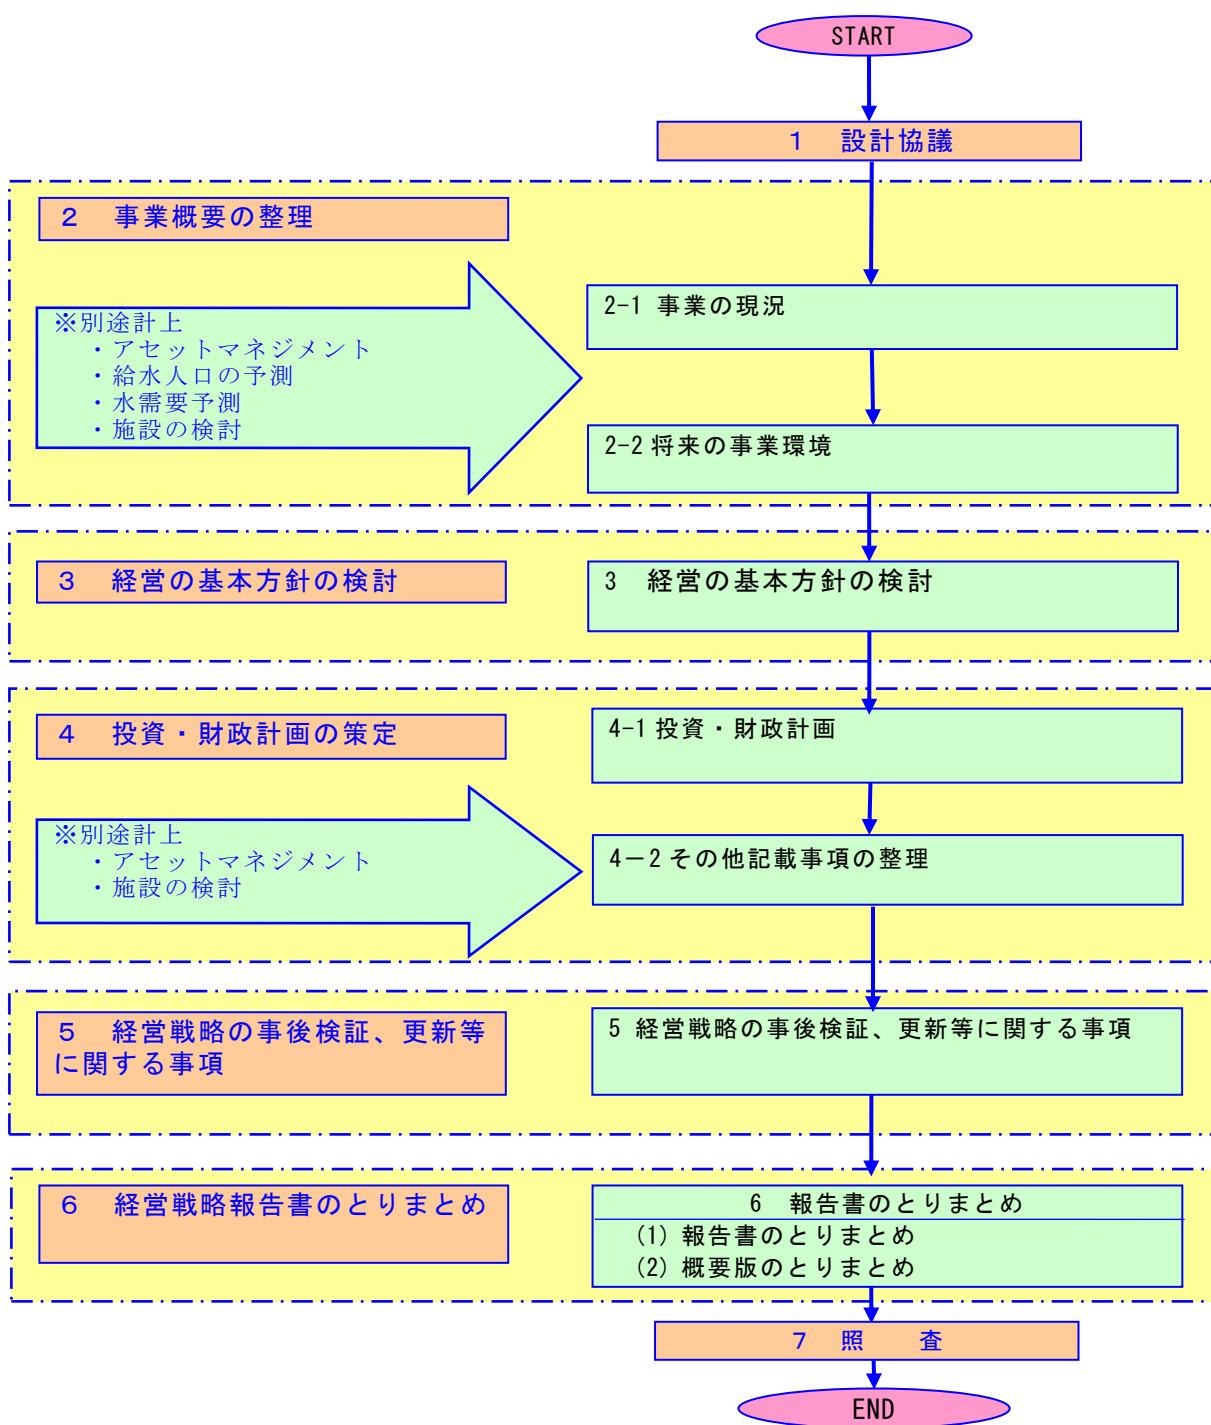 START
１　設計協議
２　事業概要の整理
※別途計上
・アセットマネジメント
・給水人口の予測
・水需要予測
・施設の検討
2-1 事業の現況
2-2 将来の事業環境
３　経営の基本方針の検討
3　経営の基本方針の検討
４　投資・財政計画の策定
4-1 投資・財政計画
※別途計上
・アセットマネジメント
・施設の検討
4－2 その他記載事項の整理
５　経営戦略の事後検証、更新等
に関する事項
5 経営戦略の事後検証、更新等に関する事項
６　経営戦略報告書のとりまとめ
6　報告書のとりまとめ
(1) 報告書のとりまとめ
(2) 概要版のとりまとめ
７　照　　査
END